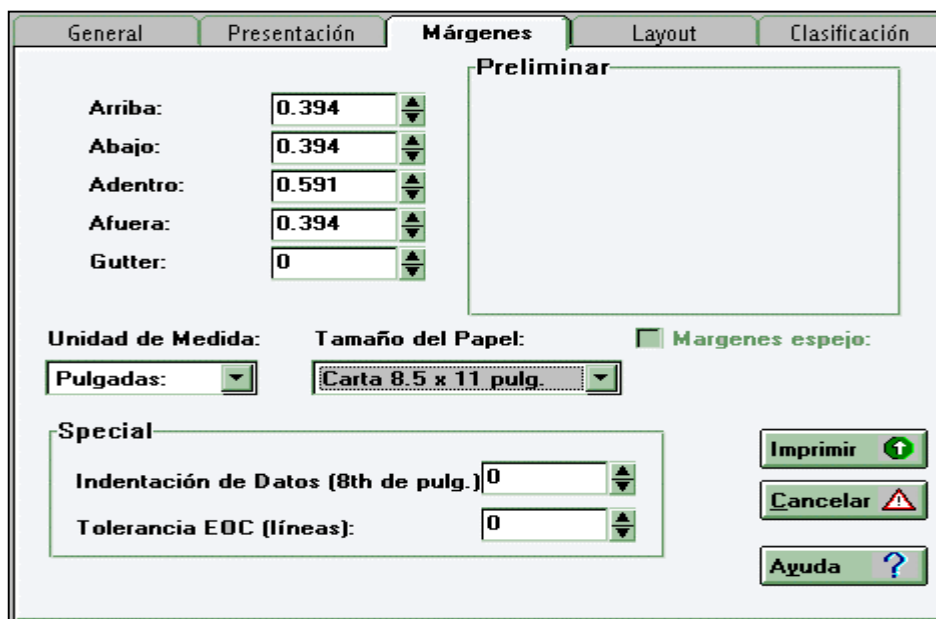 General Presentación Márgenes Layout Clasificación
Preliminar
Arriba: 0.394
Abajo: 0.394
Adentro: 0.591
Afuera: 0.394
Gutter: 0
Unidad de Medida: Tamaño del Papel: Margenes espejo:
Pulgadas: Carta 8.5 x 11 pulg.
Special
Indentación de Datos (8th de pulg.) 0
Tolerancia EOC (líneas): 0
Imprimir
Cancelar
Ayuda ?